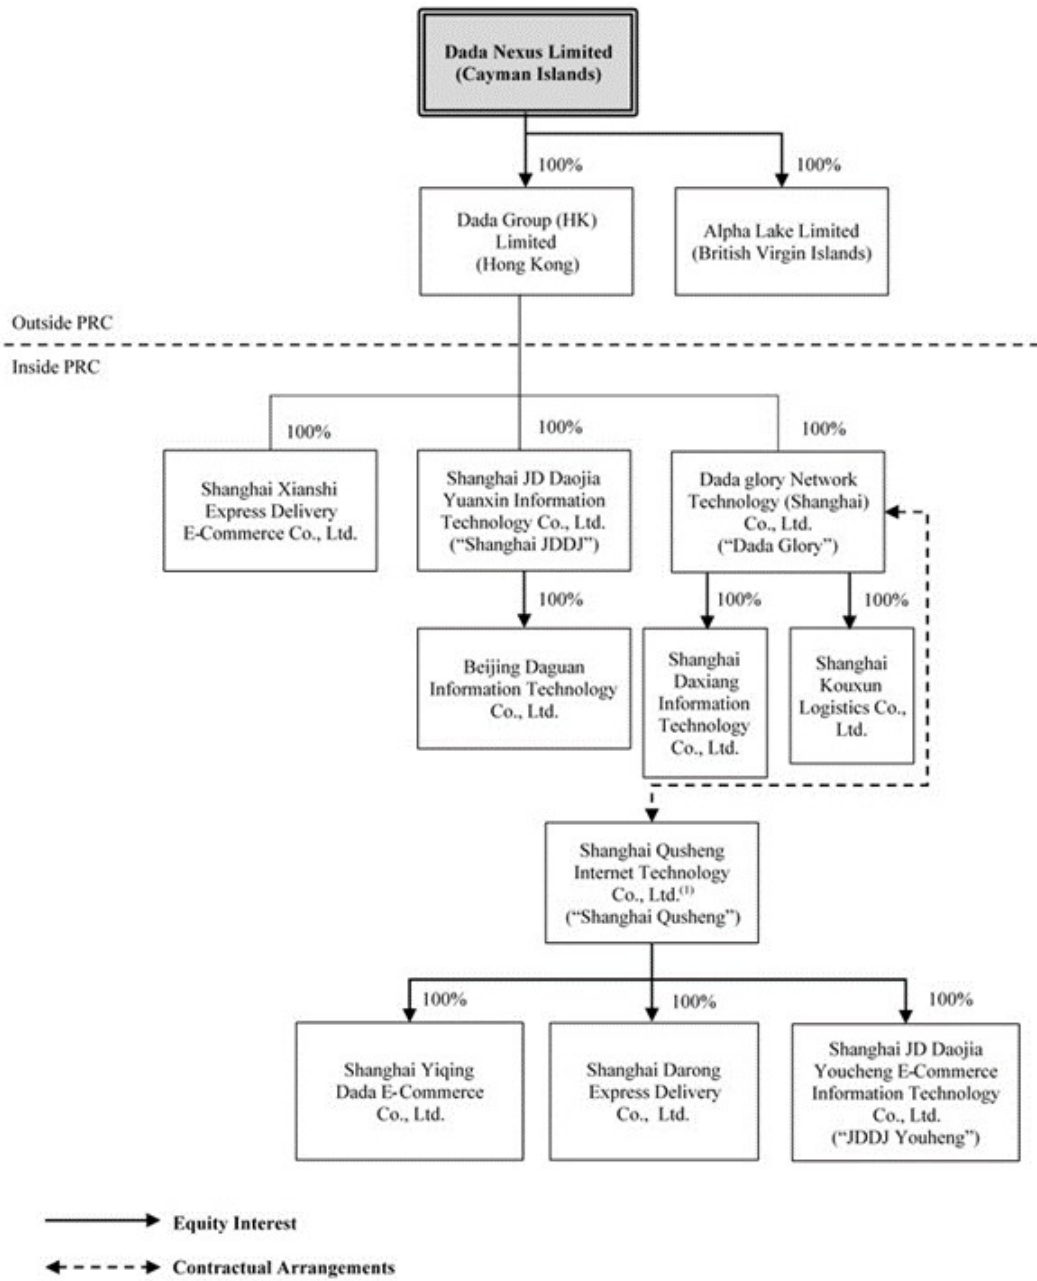 Dada Nexus Limited
(Cayman Islands)
100%
100%
Dada Group (HK)
Limited
(Hong Kong)
Alpha Lake Limited
(British Virgin Islands)
Outside PRC
Inside PRC
100%
100%
100%
Shanghai Xianshi
Express Delivery
E-Commerce Co., Ltd.
Shanghai JD Daojia
Yuanxin Information
Technology Co., Ltd.
(“Shanghai JDDJ”)
Dada glory Network
Technology (Shanghai)
Co., Ltd.
(“Dada Glory”)
100%
100%
100%
Beijing Daguan
Information Technology
Co., Ltd.
Shanghai
Daxiang
Information
Technology
Co., Ltd.
Shanghai
Kouxun
Logistics Co.,
Ltd.
Shanghai Qusheng
Internet Technology
Co., Ltd.(1)
(“Shanghai Qusheng”)
100%
100%
100%
Shanghai Yiqing
Dada E-Commerce
Co., Ltd.
Shanghai Darong
Express Delivery
Co., Ltd.
Shanghai JD Daojia
Youcheng E-Commerce
Information Technology
Co., Ltd.
(“JDDJ Youheng”)
Equity Interest
Contractual Arrangements